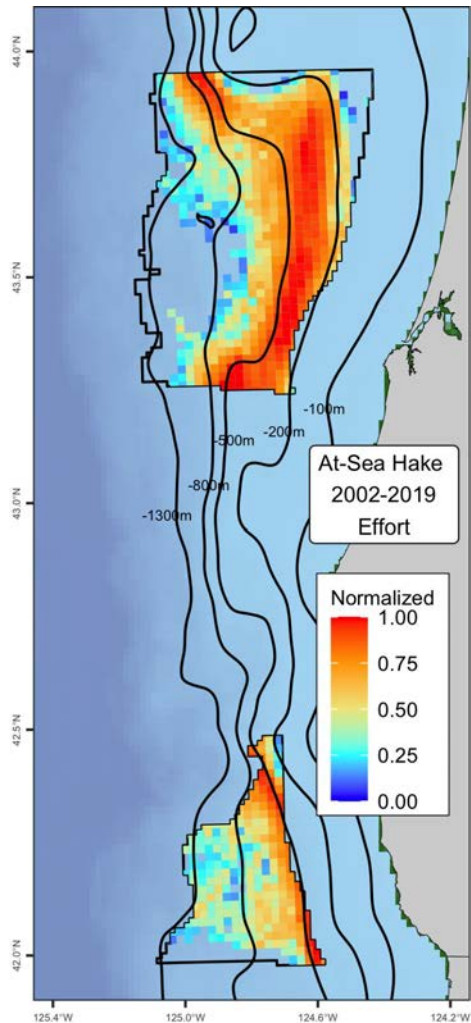 44.0°N
43.5°N
-100m
-200m
-500m
-800m
-1300m
At-Sea Hake
2002-2019
Effort
43.0°N
Normalized
1.00
0.75
0.50
0.25
0.00
42.5°N
42.0°N
125.4°W
125.0°W
124.6°W
124.2°W